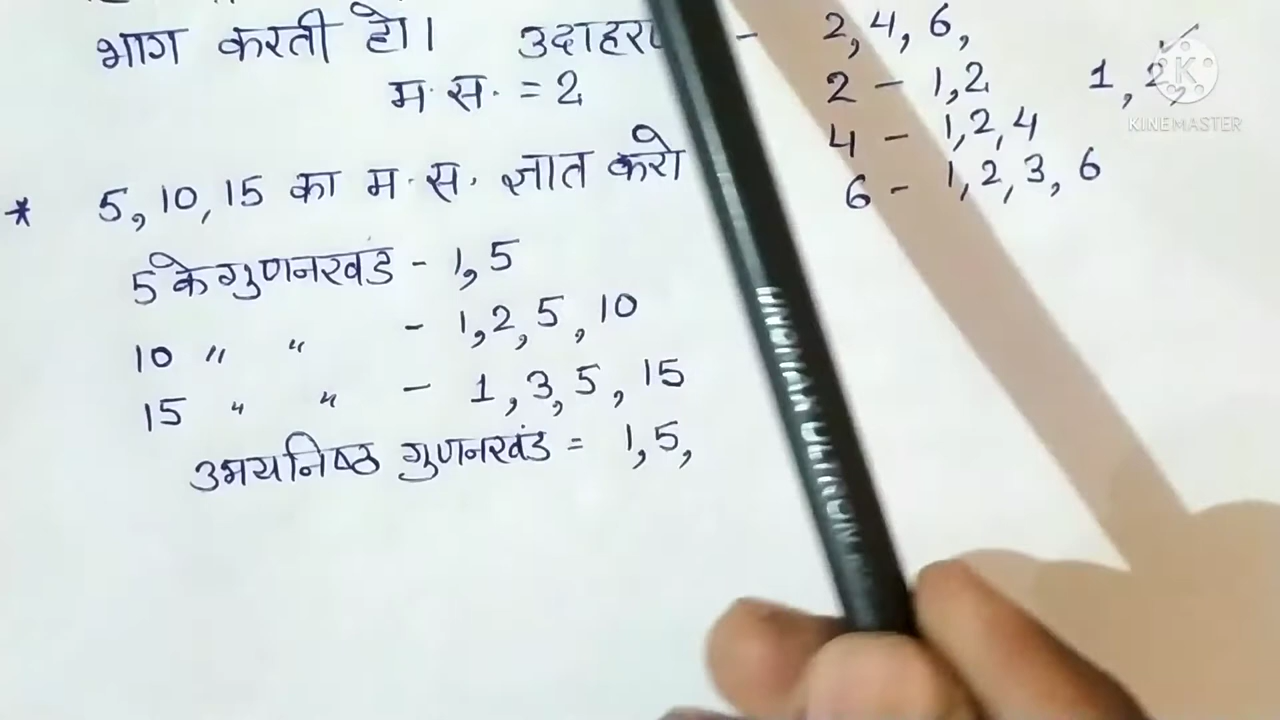 भाग करती हो। उदाहरण - 2, 4, 6,
म॰ स॰ = 2
2 - 1, 2 1, 2,
4 - 1, 2, 4
6 - 1, 2, 3, 6
* 5, 10, 15 का म॰ स॰ ज्ञात करो
5 के गुणनखंड - 1, 5
10 " " - 1, 2, 5, 10
15 " " - 1, 3, 5, 15
उभयनिष्ठ गुणनखंड = 1, 5,
KINEMASTER